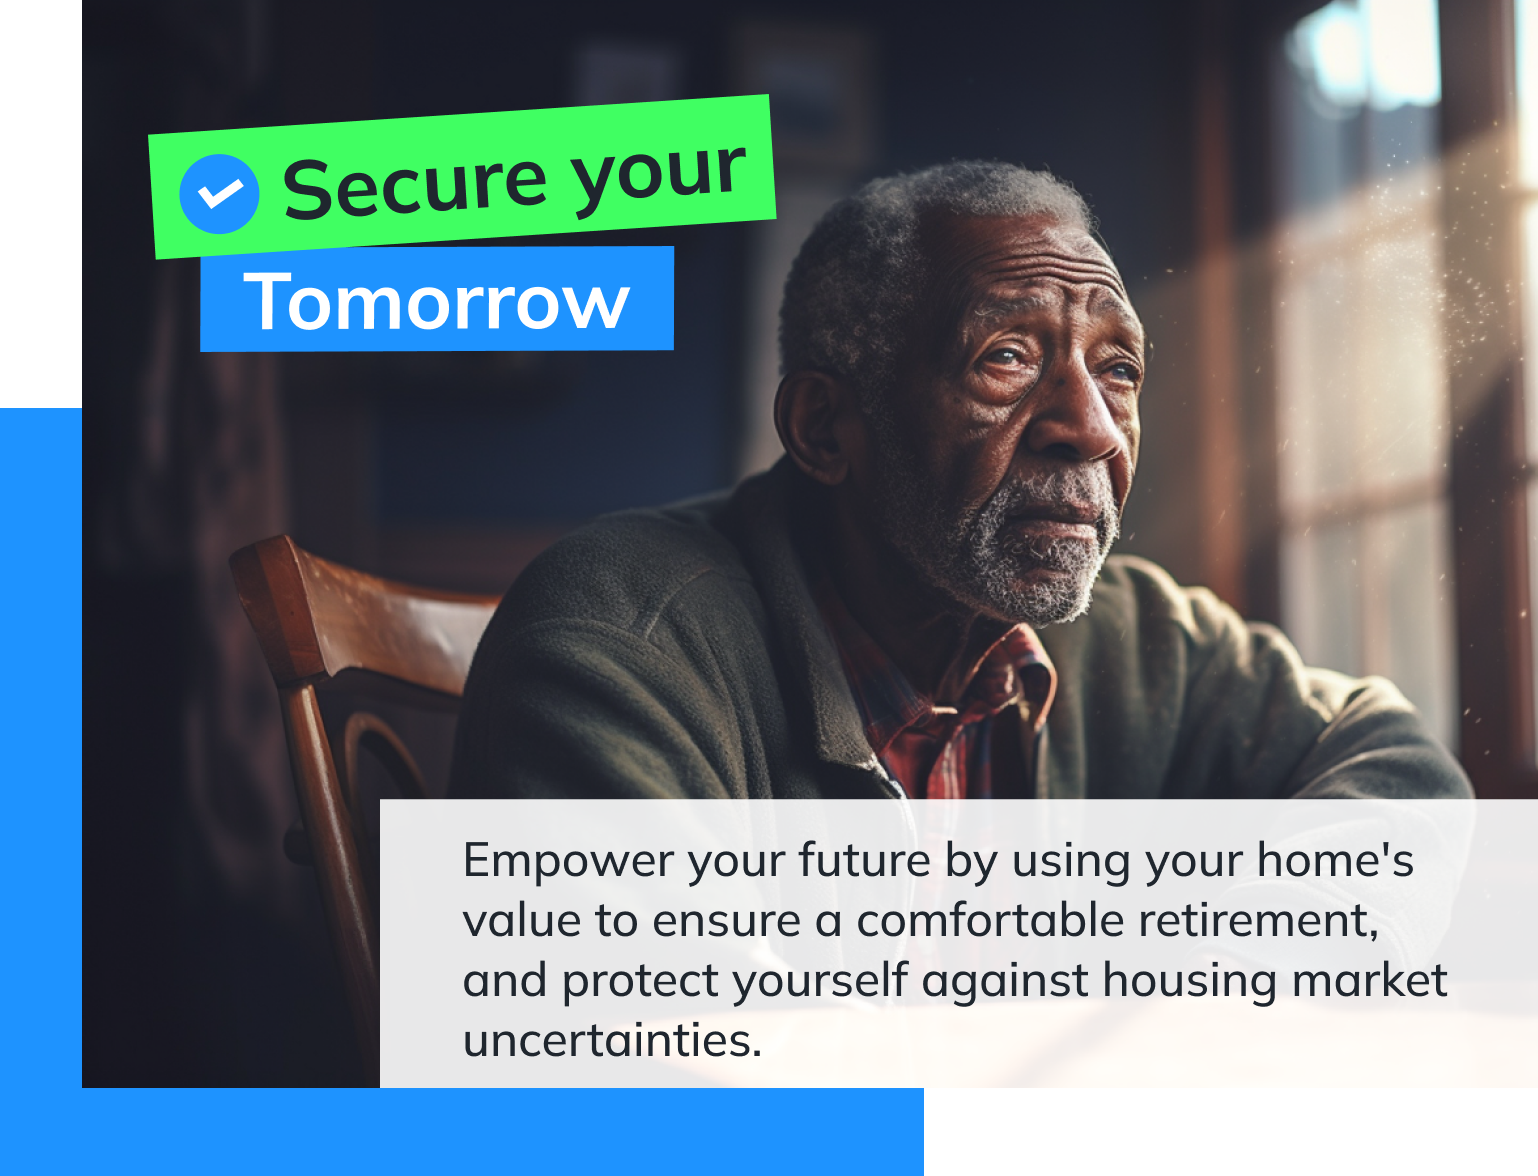 Secure your
Tomorrow
Empower your future by using your home's
value to ensure a comfortable retirement,
and protect yourself against housing market
uncertainties.